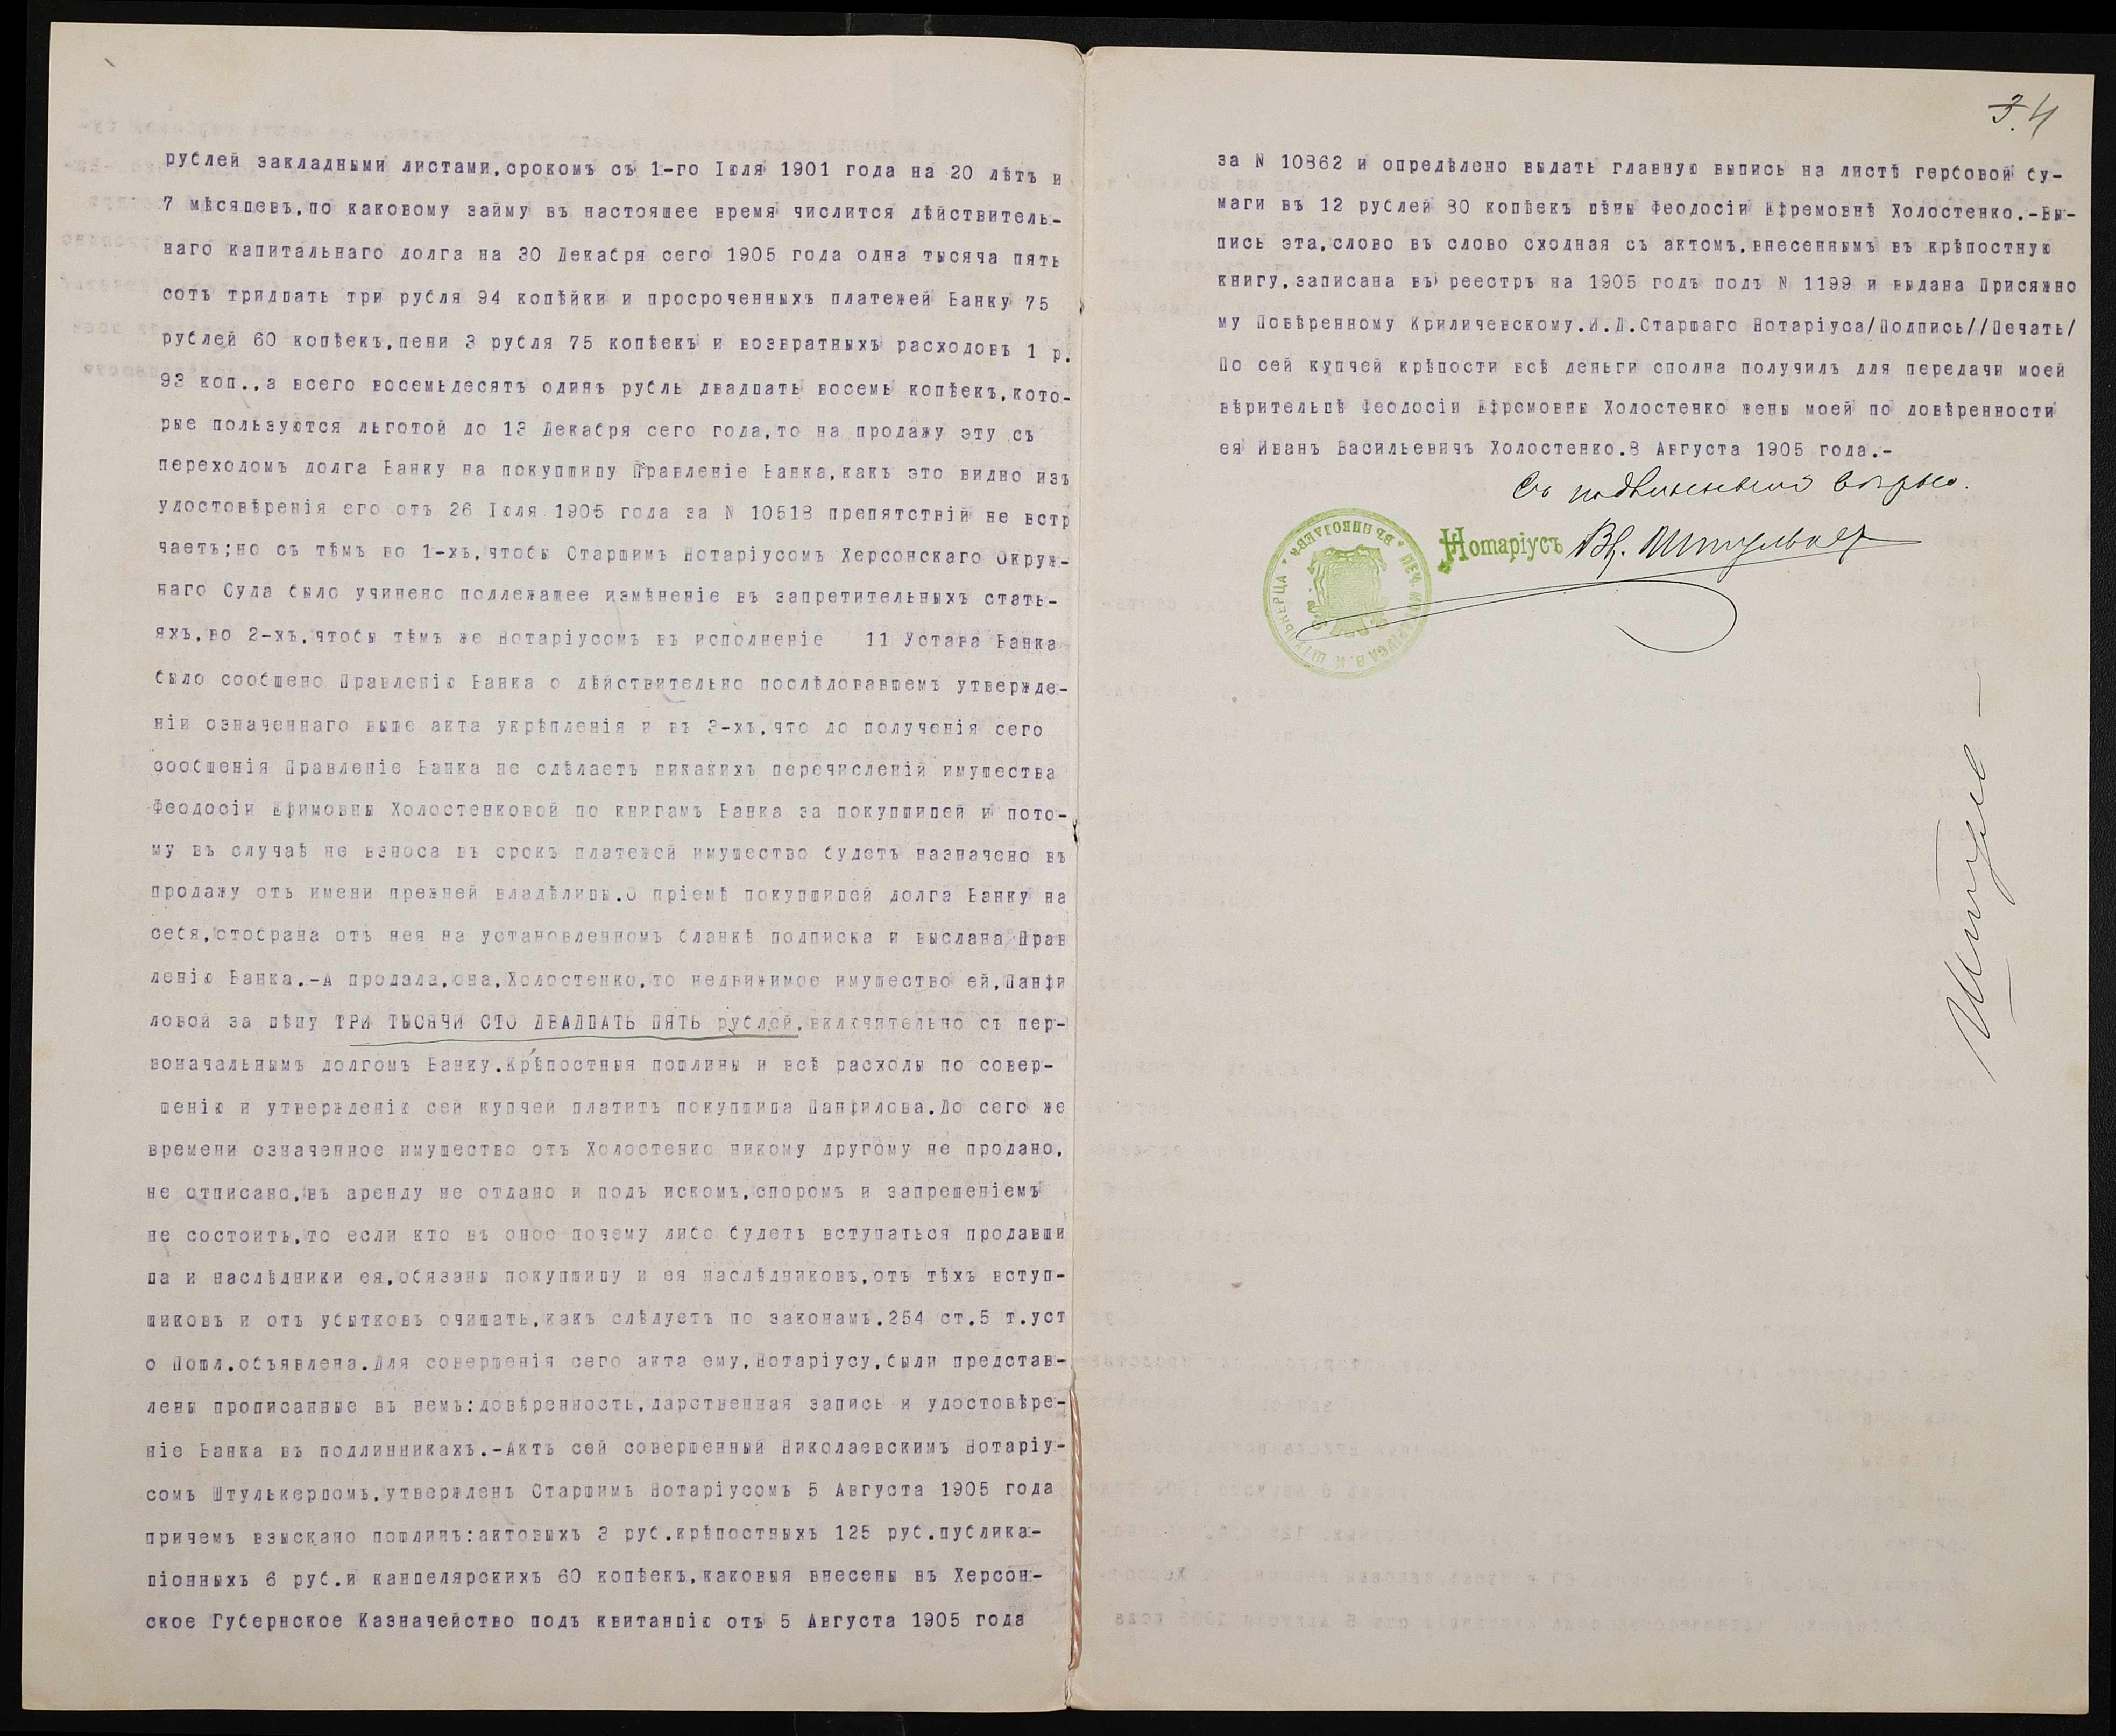 рублей закладными листами,срокомъ съ 1-го Іюля 1901 года на 20 лѣтъ и
7 мѣсяцевъ,по каковому займу въ настоящее время числится дѣйствитель-
наго капитальнаго долга на 30 Декабря сего 1905 года одна тысяча пять
сотъ тридцать три рубля 94 копѣйки и просроченныхъ платежей Банку 75
рублей 60 копѣекъ,пени 3 рубля 75 копѣекъ и возвратныхъ расходовъ 1 р.
93 коп.,а всего восемьдесятъ одинъ рубль двадцать восемь копѣекъ,кото-
рые пользуются льготой до 13 Декабря сего года,то на продажу эту съ
переходомъ долга Банку на покупщицу Правленіе Банка,какъ это видно изъ
удостовѣренія его отъ 26 Іюля 1905 года за N 10518 препятствій не встр
чаетъ;но съ тѣмъ во 1-хъ,чтобы Старшимъ Нотаріусомъ Херсонскаго Окруж-
наго Суда было учинено подлежащее измѣненіе въ запретительныхъ стать-
яхъ,во 2-хъ,чтобы тѣмъ же Нотаріусомъ въ исполненіе 11 Устава Банка
было сообщено Правленію Банка о дѣйствительно послѣдовавшемъ утвержде-
ніи означеннаго выше акта укрѣпленія и въ 3-хъ,что до полученія сего
сообщенія Правленіе Банка не сдѣлаетъ никакихъ перечисленій имущества
Феодосіи Ефимовны Холостенковой по книгамъ Банка за покупщицей и пото-
му въ случаѣ не взноса въ срокъ платежей имущество будетъ назначено въ
продажу отъ имени прежней владѣлицы.О пріемѣ покупщицей долга Банку на
себя,отобрана отъ нея на установленномъ бланкѣ подписка и выслана Прав
ленію Банка.-А продала,она,Холостенко,то недвижимое имущество ей,Панфи
ловой за цѣну ТРИ ТЫСЯЧИ СТО ДВАДЦАТЬ ПЯТЬ рублей,включительно съ пер-
воначальнымъ долгомъ Банку.Крѣпостныя пошлины и всѣ расходы по совер-
шенію и утвержденію сей купчей платитъ покупщица Панфилова.До сего же
времени означенное имущество отъ Холостенко никому другому не продано,
не отписано,въ аренду не отдано и подъ искомъ,споромъ и запрещеніемъ
не состоитъ,то если кто въ оное почему либо будетъ вступаться продавши
ца и наслѣдники ея,обязаны покупщицу и ея наслѣдниковъ,отъ тѣхъ вступ-
щиковъ и отъ убытковъ очищать,какъ слѣдуетъ по законамъ.254 ст.5 т.уст
о Пошл.объявлена.Для совершенія сего акта ему,Нотаріусу,были представ-
лены прописанные въ немъ:довѣренность,дарственная запись и удостовѣре-
ніе Банка въ подлинникахъ.-Актъ сей совершенный Николаевскимъ Нотаріу-
сомъ Штулькерцомъ,утвержденъ Старшимъ Нотаріусомъ 5 Августа 1905 года
причемъ взыскано пошлинъ:актовыхъ 3 руб.крѣпостныхъ 125 руб.публика-
ціонныхъ 6 руб.и канцелярскихъ 60 копѣекъ,каковыя внесены въ Херсон-
ское Губернское Казначейство подъ квитанцію отъ 5 Августа 1905 года
3.4
за N 10862 и опредѣлено выдать главную выпись на листѣ гербовой бу-
маги въ 12 рублей 80 копѣекъ цѣны Феодосіи Ефремовнѣ Холостенко.-Вы-
пись эта,слово въ слово сходная съ актомъ,внесеннымъ въ крѣпостную
книгу,записана въ реестръ на 1905 годъ подъ N 1199 и выдана Присяжно
му Повѣренному Криличевскому.И.Д.Старшаго Нотаріуса/Подпись//Печать/
По сей купчей крѣпости всѣ деньги сполна получилъ для передачи моей
вѣрительцѣ Феодосіи Ефремовны Холостенко жены моей по довѣренности
ея Иванъ Васильевичъ Холостенко.8 Августа 1905 года.-
Съ подлиннымъ вѣрно.
Нотаріусъ